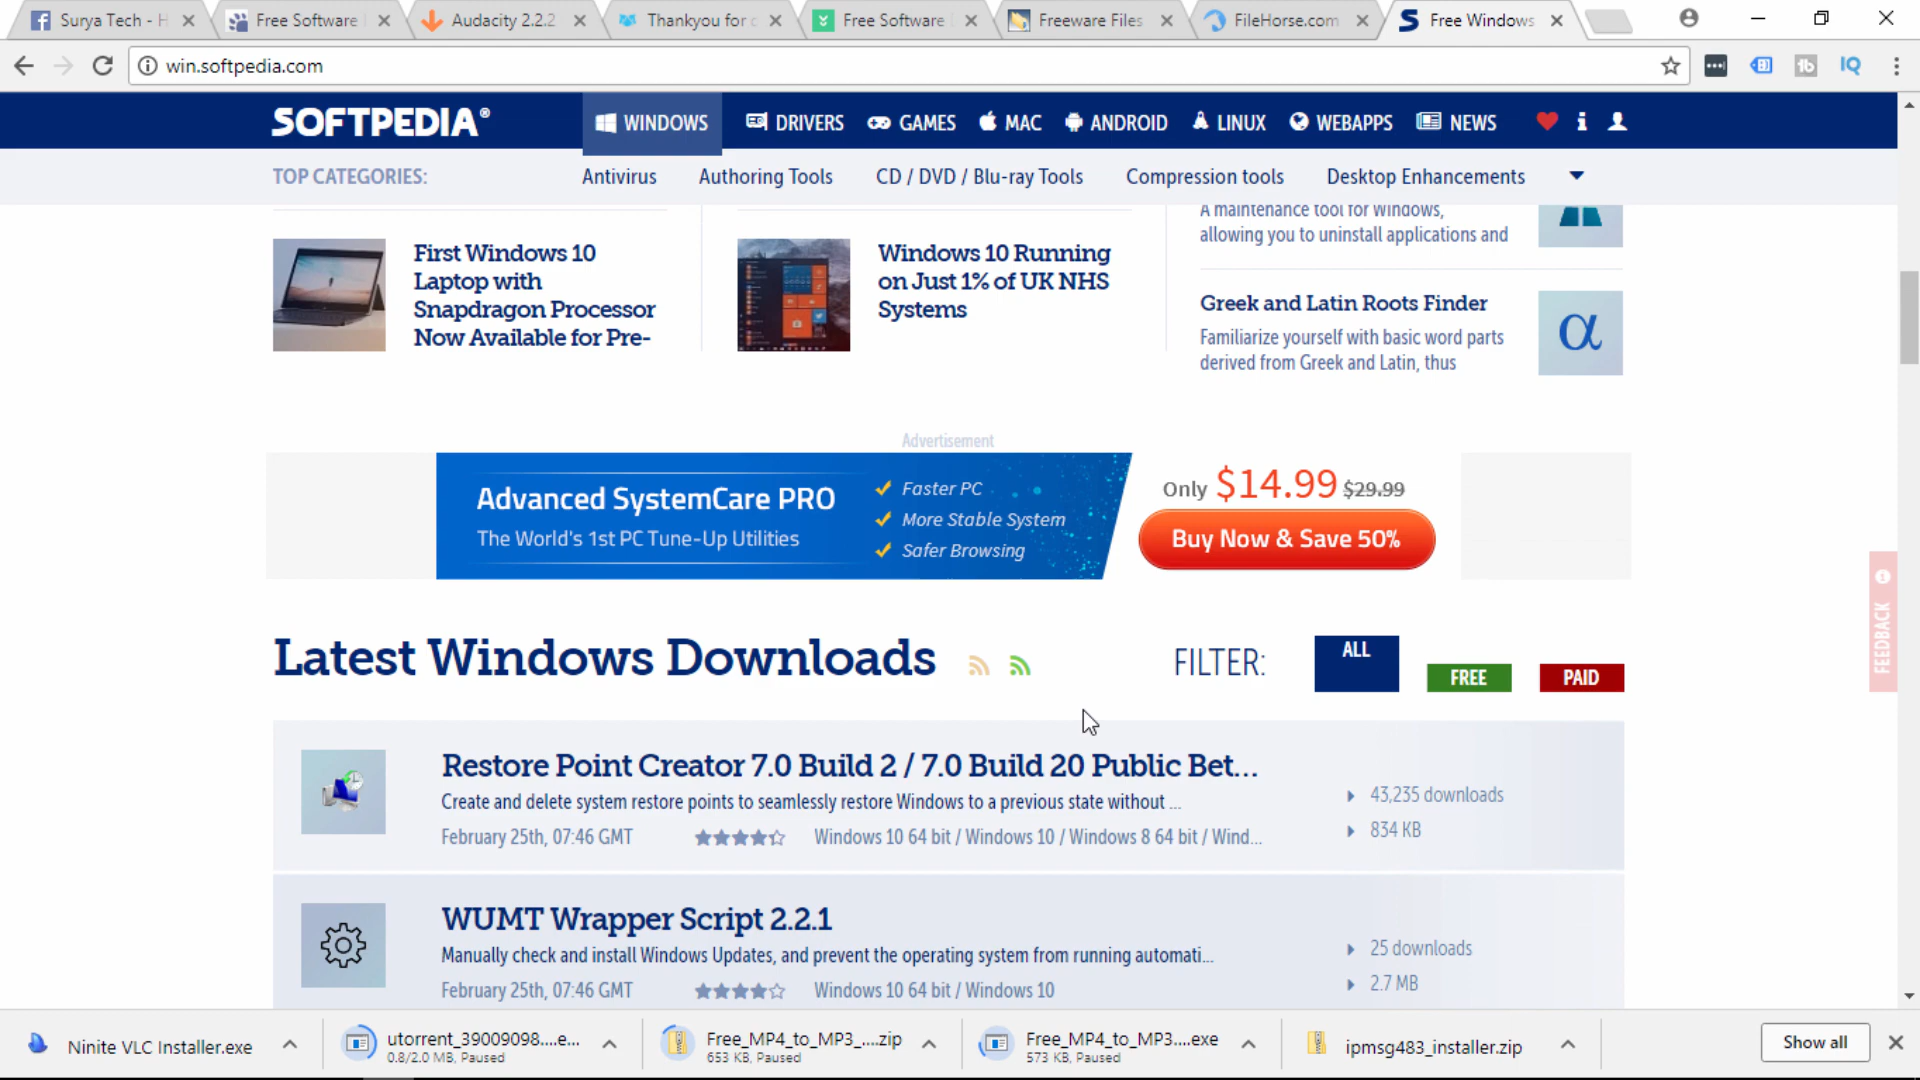 Surya Tech - H
Free Software
Audacity 2.2.2
Thankyou for
Free Software
Freeware Files
FileHorse.com
Free Windows
win.softpedia.com
SOFTPEDIA®
WINDOWS
DRIVERS
GAMES
MAC
ANDROID
LINUX
WEBAPPS
NEWS
TOP CATEGORIES:
Antivirus
Authoring Tools
CD / DVD / Blu-ray Tools
Compression tools
Desktop Enhancements
First Windows 10
Laptop with
Snapdragon Processor
Now Available for Pre-
Windows 10 Running
on Just 1% of UK NHS
Systems
A maintenance tool for Windows,
allowing you to uninstall applications and
Greek and Latin Roots Finder
Familiarize yourself with basic word parts
derived from Greek and Latin, thus
α
Advertisement
Advanced SystemCare PRO
The World's 1st PC Tune-Up Utilities
Faster PC
More Stable System
Safer Browsing
Only $14.99 $29.99
Buy Now & Save 50%
FEEDBACK
Latest Windows Downloads
FILTER:
ALL
FREE
PAID
Restore Point Creator 7.0 Build 2 / 7.0 Build 20 Public Bet...
Create and delete system restore points to seamlessly restore Windows to a previous state without ...
February 25th, 07:46 GMT
Windows 10 64 bit / Windows 10 / Windows 8 64 bit / Wind...
43,235 downloads
834 KB
WUMT Wrapper Script 2.2.1
Manually check and install Windows Updates, and prevent the operating system from running automati...
February 25th, 07:46 GMT
Windows 10 64 bit / Windows 10
25 downloads
2.7 MB
Ninite VLC Installer.exe
utorrent_39009098....e...
0.8/2.0 MB, Paused
Free_MP4_to_MP3_....zip
653 KB, Paused
Free_MP4_to_MP3....exe
573 KB, Paused
ipmsg483_installer.zip
Show all